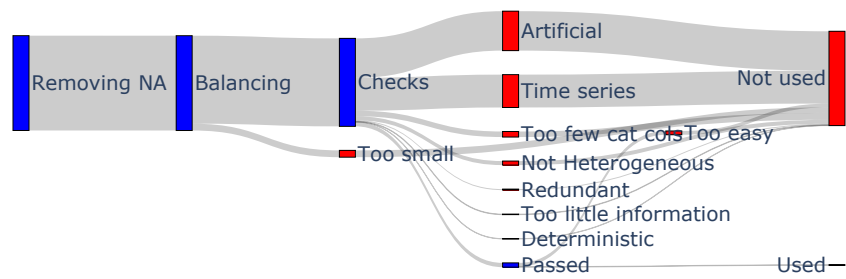 Artificial
Not used
Removing NA
Balancing
Checks
Time series
Too few cat cols
Too easy
Too small
Not Heterogeneous
Redundant
Too little information
Deterministic
Passed
Used